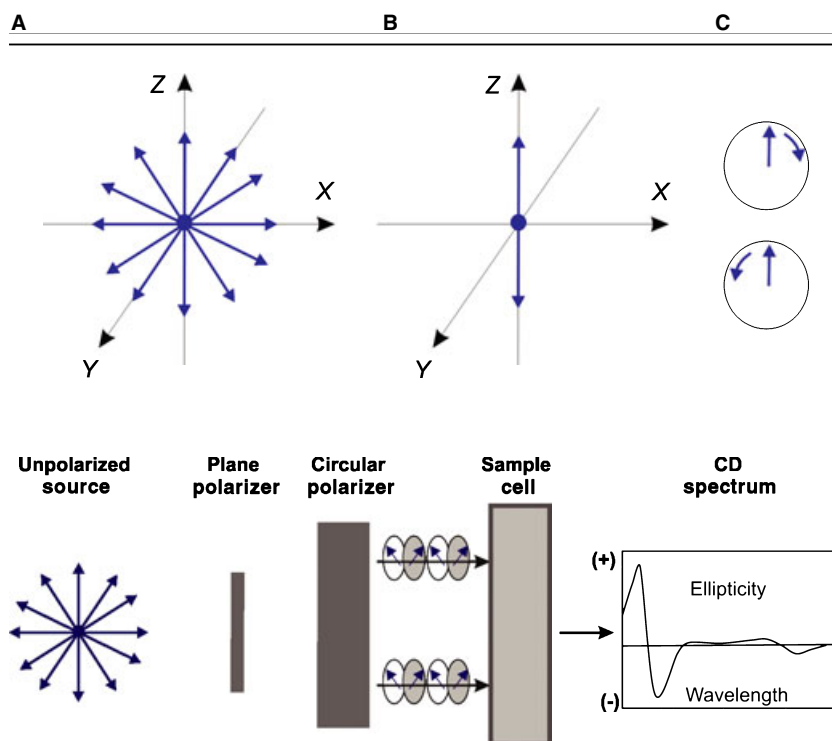 A B C
Z Z
X X
Y Y
Unpolarized source
Plane polarizer
Circular polarizer
Sample cell
CD spectrum
(+)
Ellipticity
Wavelength
(-)